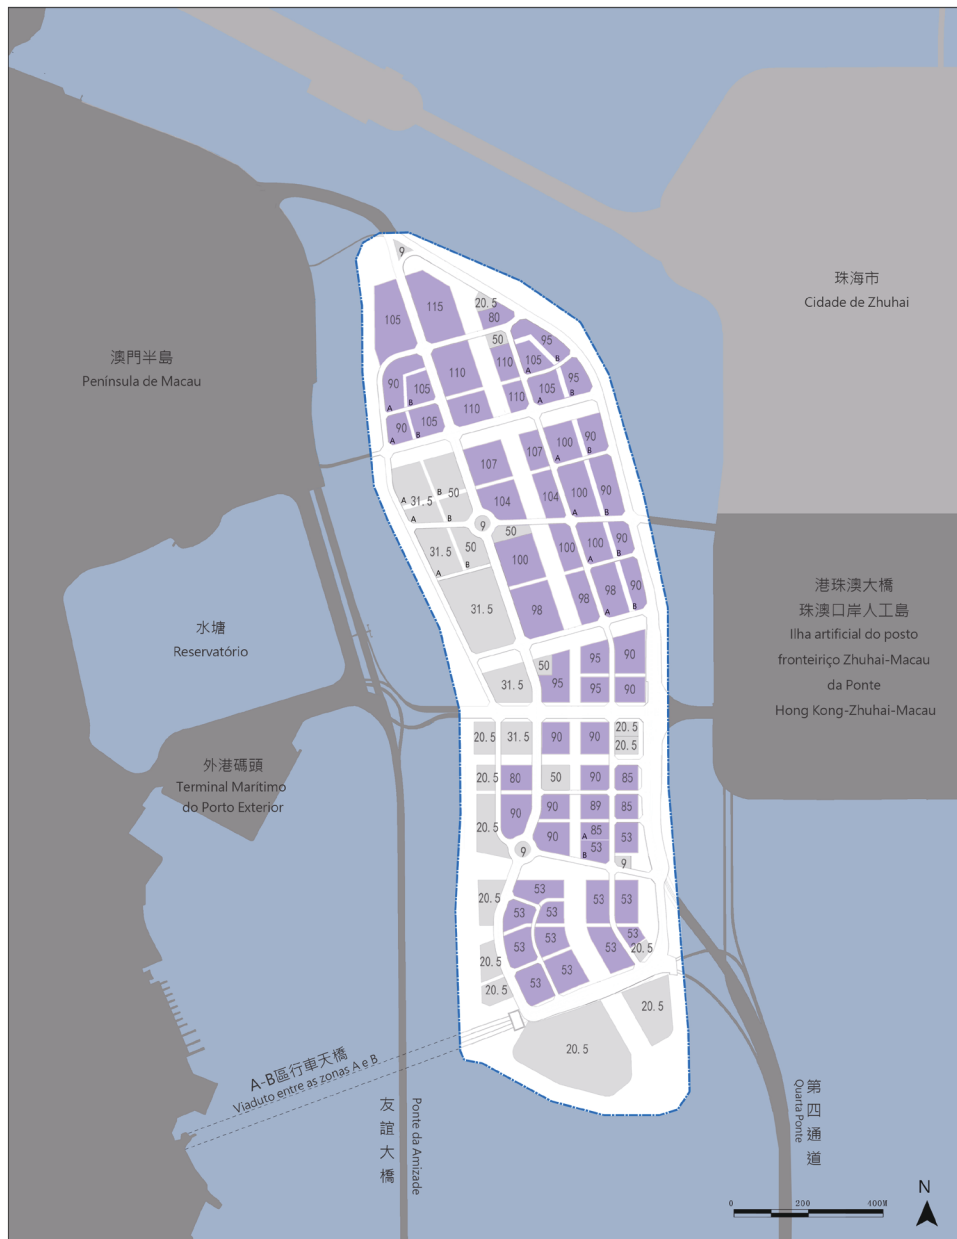 9
20.5
115
105
80
珠海市
Cidade de Zhuhai
50
95
澳門半島
Península de Macau
110
105
B
110
A
90
105
105
95
B
A
B
A
110
110
B
A
90
105
B
A
107
107
100
90
A
B
31.5
50
A
B
104
104
100
90
A
B
A
B
9
50
31.5
50
A
B
100
100
100
90
A
B
31.5
98
98
98
90
A
B
港珠澳大橋
珠澳口岸人工島
Ilha artificial do posto
fronteiriço Zhuhai-Macau
da Ponte
Hong Kong-Zhuhai-Macau
水塘
Reservatório
50
95
90
31.5
95
95
90
20.5
31.5
90
90
20.5
20.5
外港碼頭
Terminal Marítimo
do Porto Exterior
20.5
80
50
90
85
20.5
90
90
89
85
90
A
85
53
B
53
9
9
20.5
53
53
53
53
53
53
53
53
53
20.5
20.5
53
53
20.5
20.5
20.5
A-B區行車天橋
Viaduto entre as zonas A e B
友誼大橋
Ponte da Amizade
第四通道
Quarta Ponte
N
0 200 400M